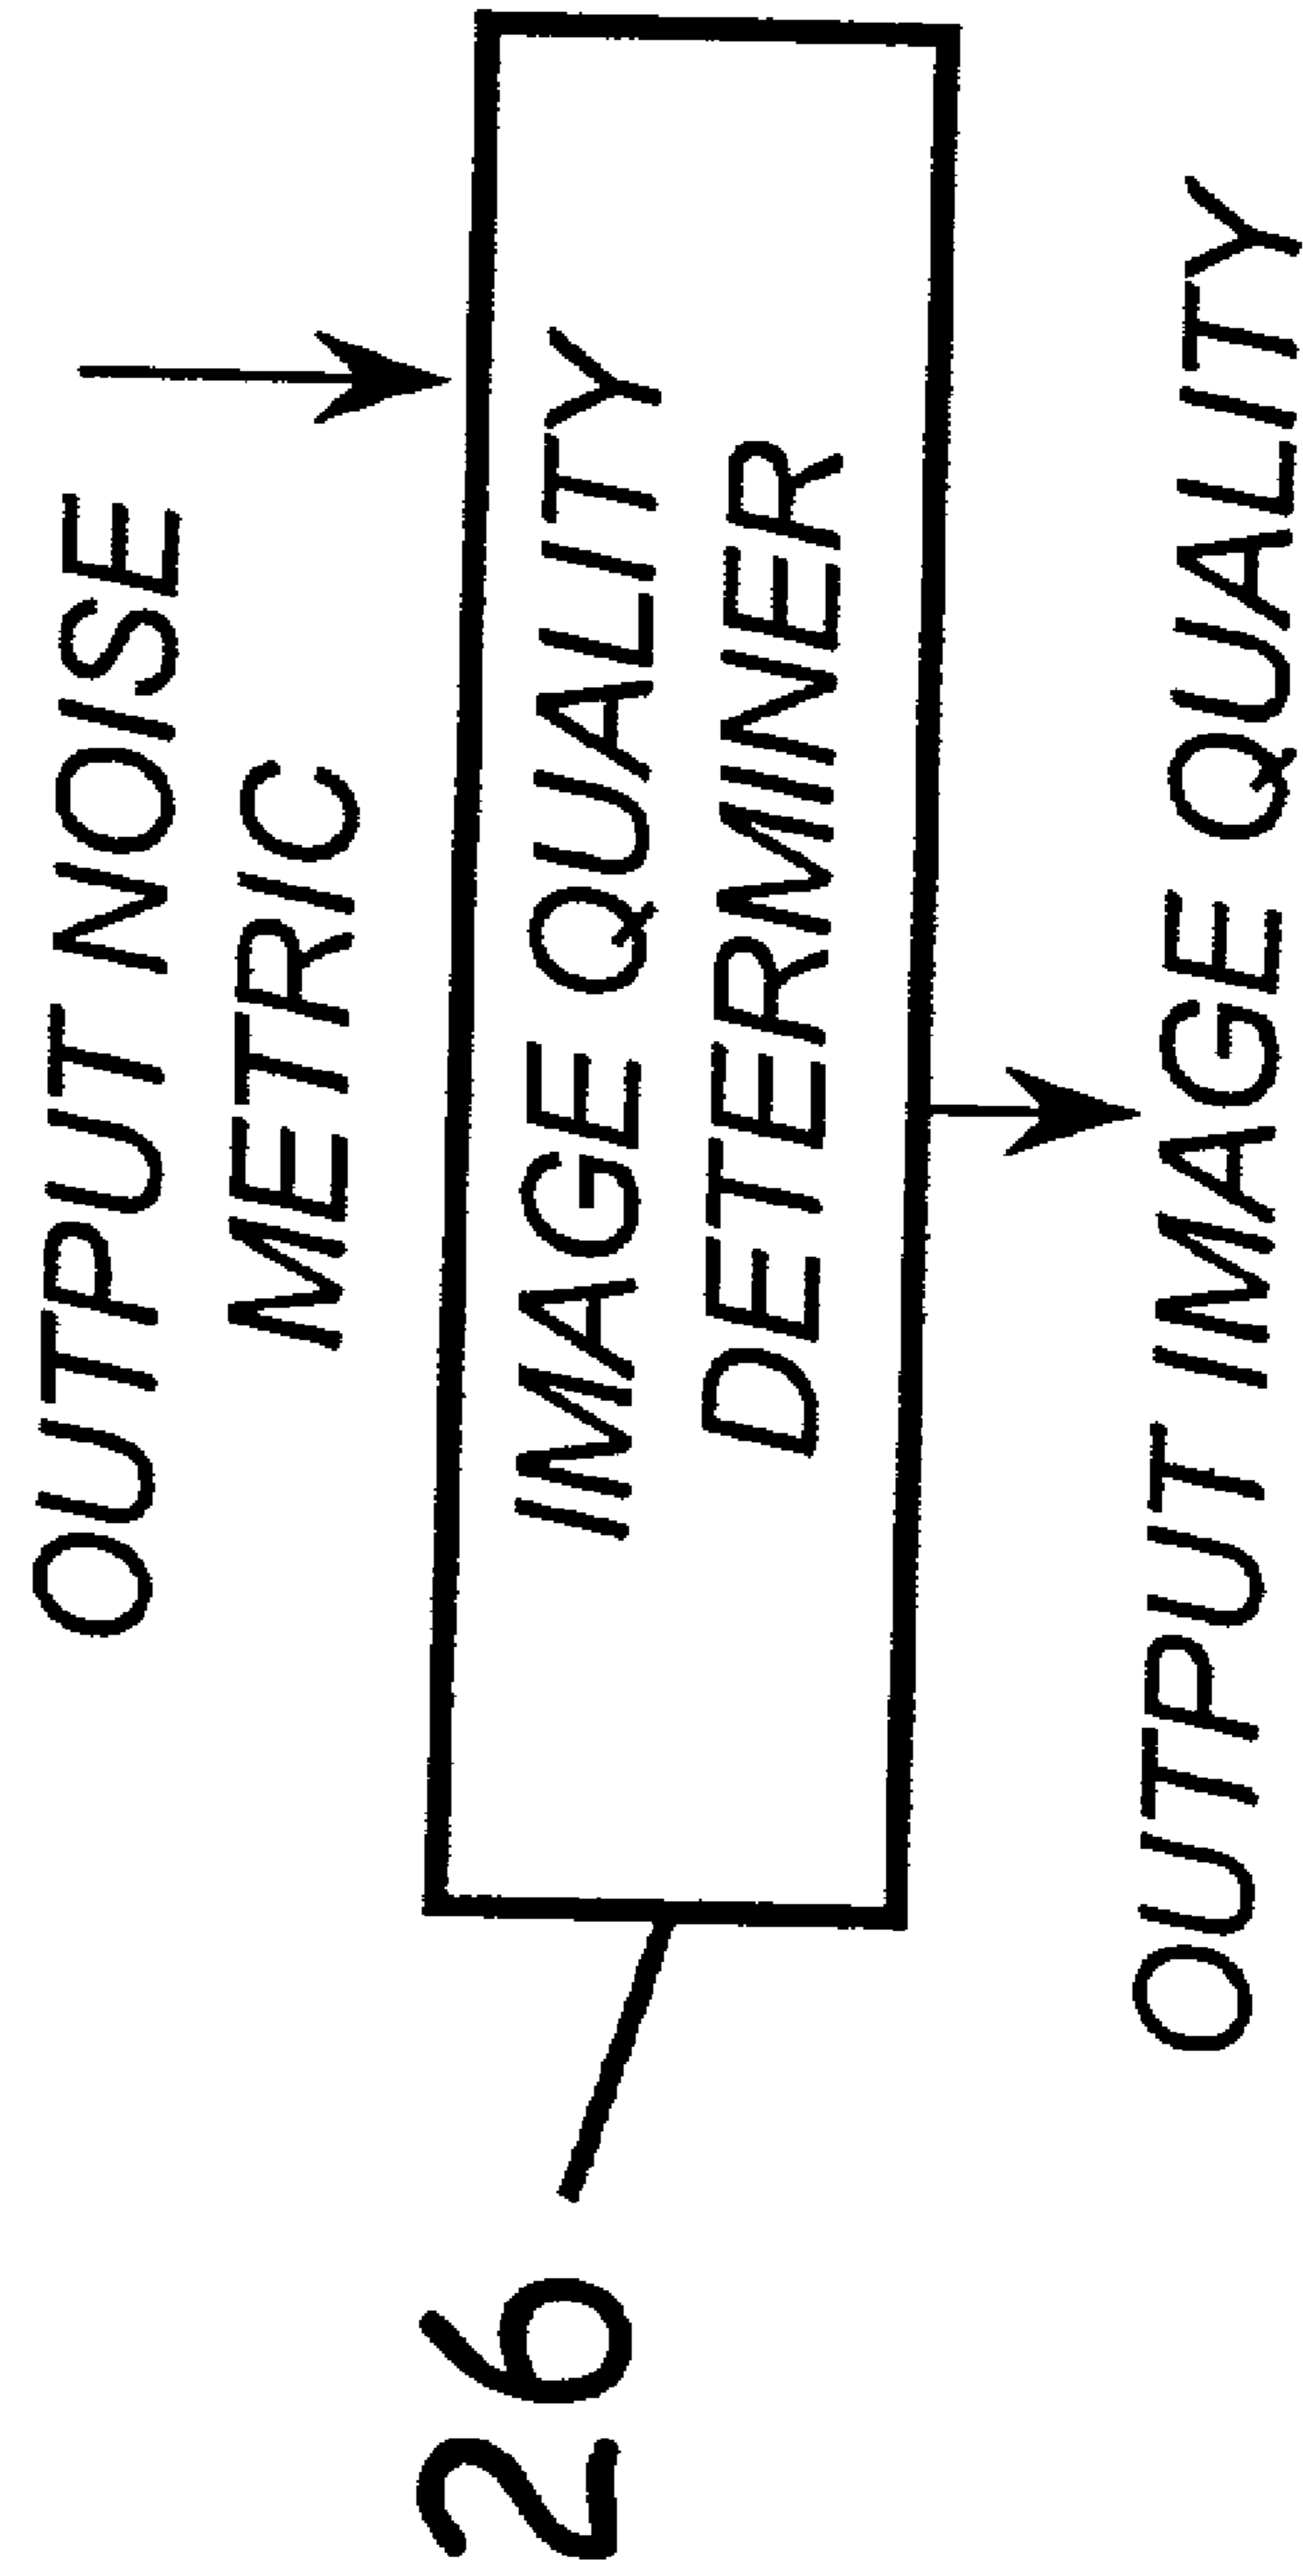 OUTPUT NOISE
METRIC
IMAGE QUALITY
DETERMINER
26
OUTPUT IMAGE QUALITY